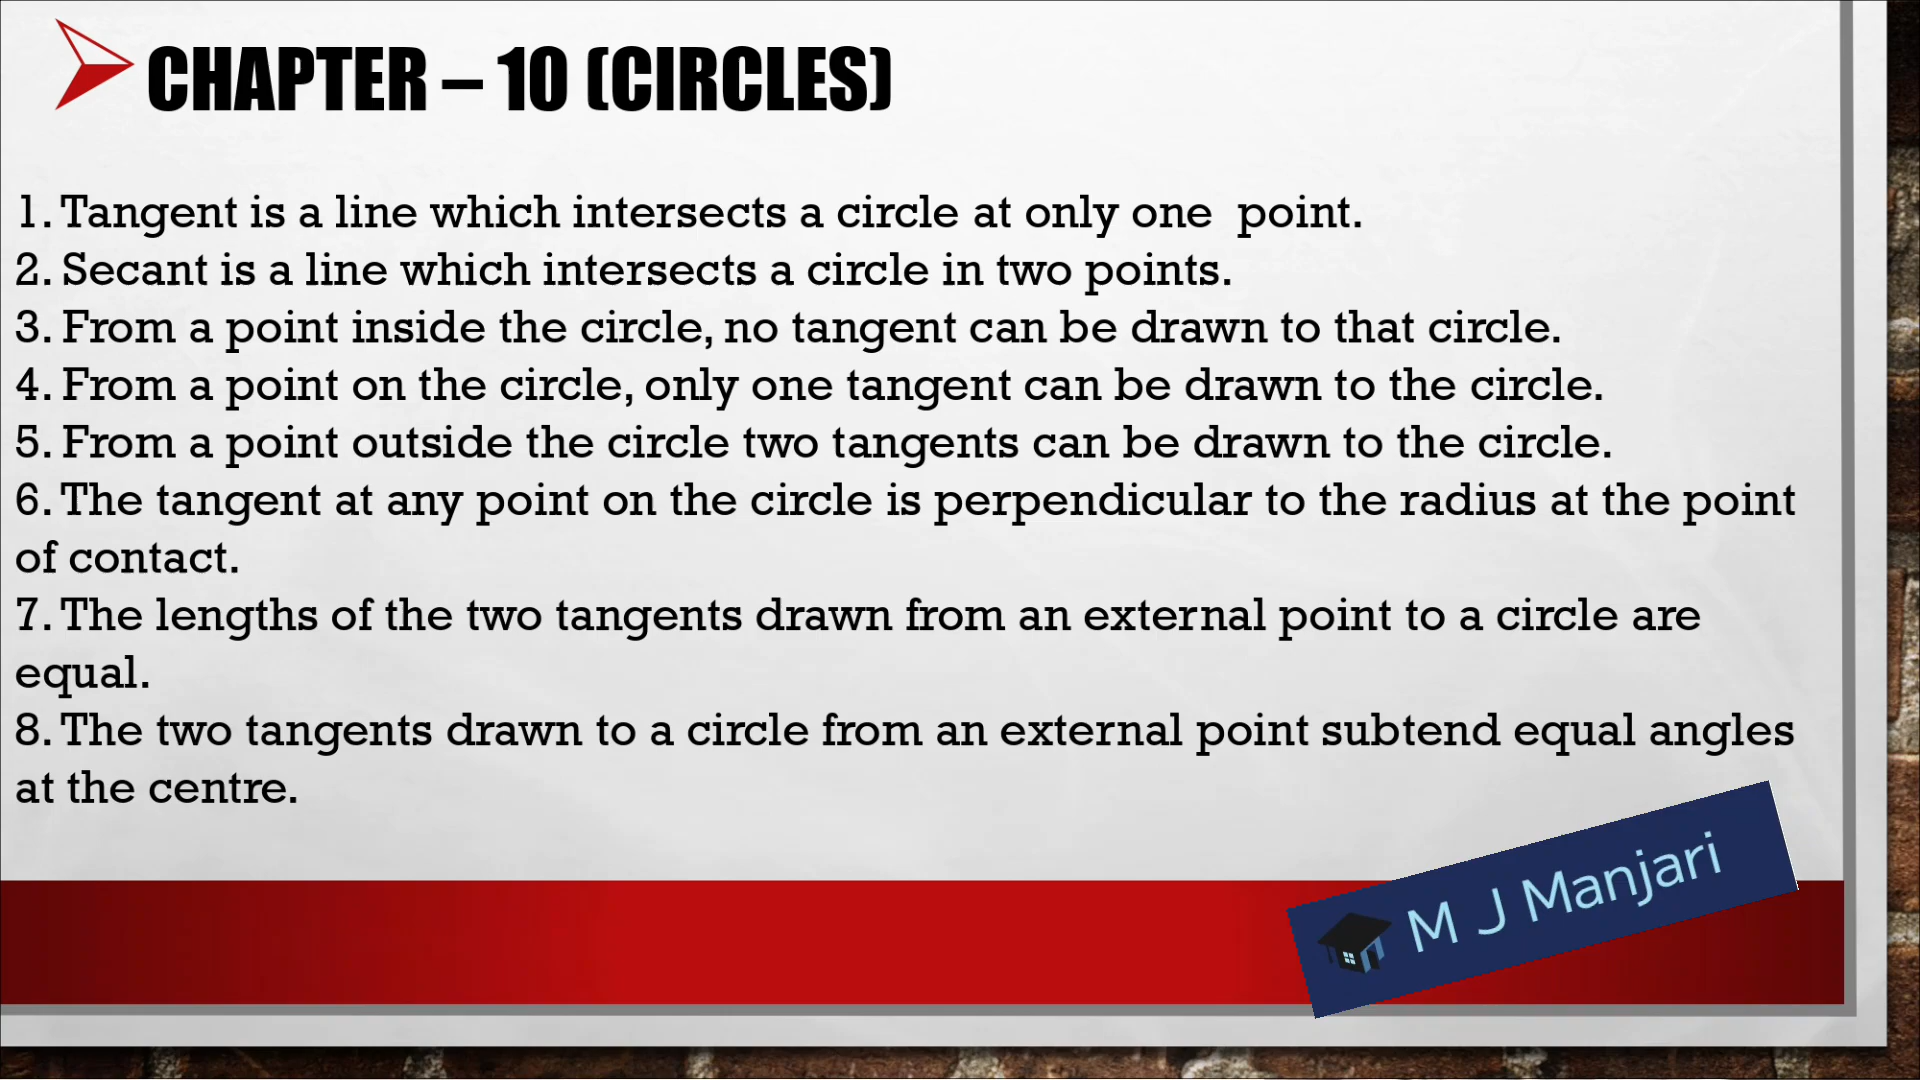 CHAPTER – 10 (CIRCLES)
1. Tangent is a line which intersects a circle at only one  point.
2. Secant is a line which intersects a circle in two points.
3. From a point inside the circle, no tangent can be drawn to that circle.
4. From a point on the circle, only one tangent can be drawn to the circle.
5. From a point outside the circle two tangents can be drawn to the circle.
6. The tangent at any point on the circle is perpendicular to the radius at the point
of contact.
7. The lengths of the two tangents drawn from an external point to a circle are
equal.
8. The two tangents drawn to a circle from an external point subtend equal angles
at the centre.
M J Manjari